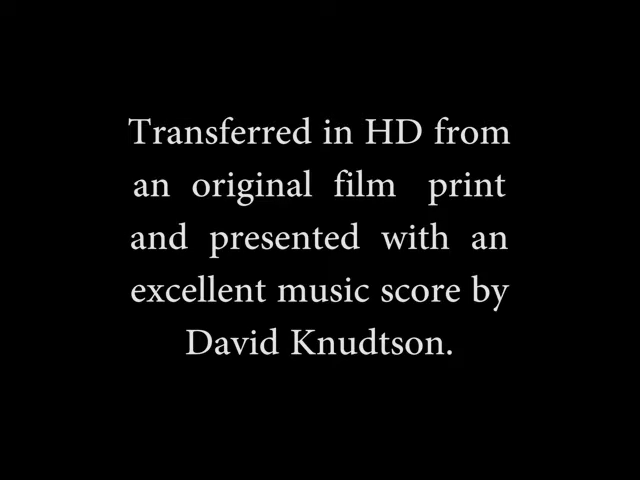 Transferred in HD from
an original film print
and presented with an
excellent music score by
David Knudtson.